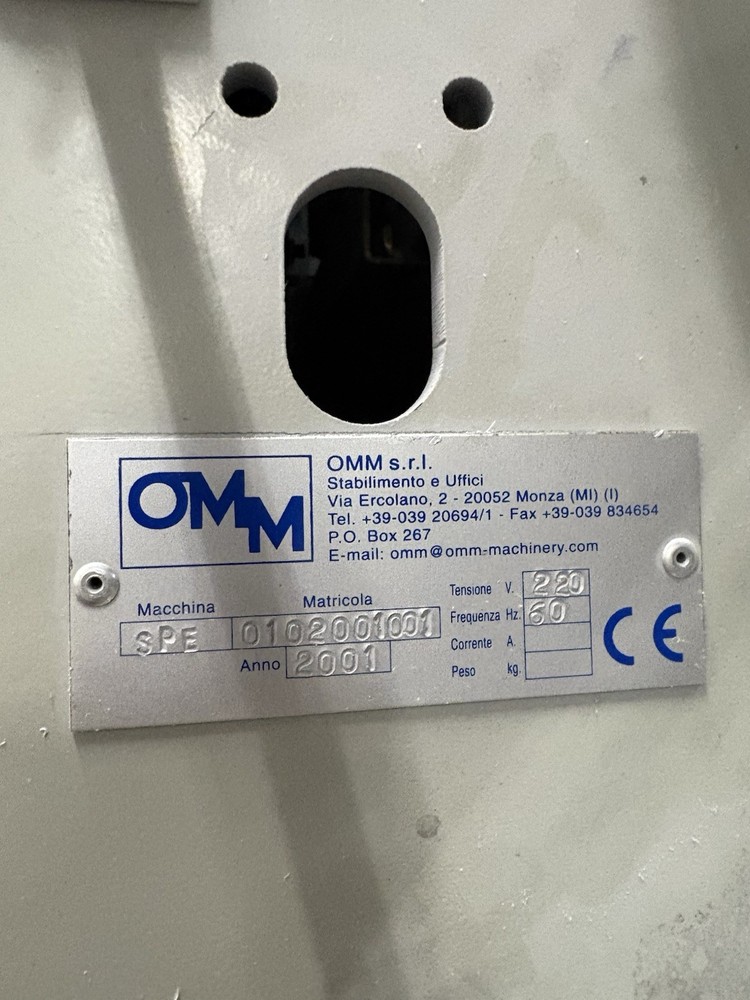 OMM
OMM s.r.l.
Stabilimento e Uffici
Via Ercolano, 2 - 20052 Monza (MI) (I)
Tel. +39-039 20694/1 - Fax +39-039 834654
P.O. Box 267
E-mail: omm@omm-machinery.com
Macchina Matricola
SPE 0102001001
Anno 2001
Tensione V. 220
Frequenza Hz. 60
Corrente A.
Peso kg.
CE